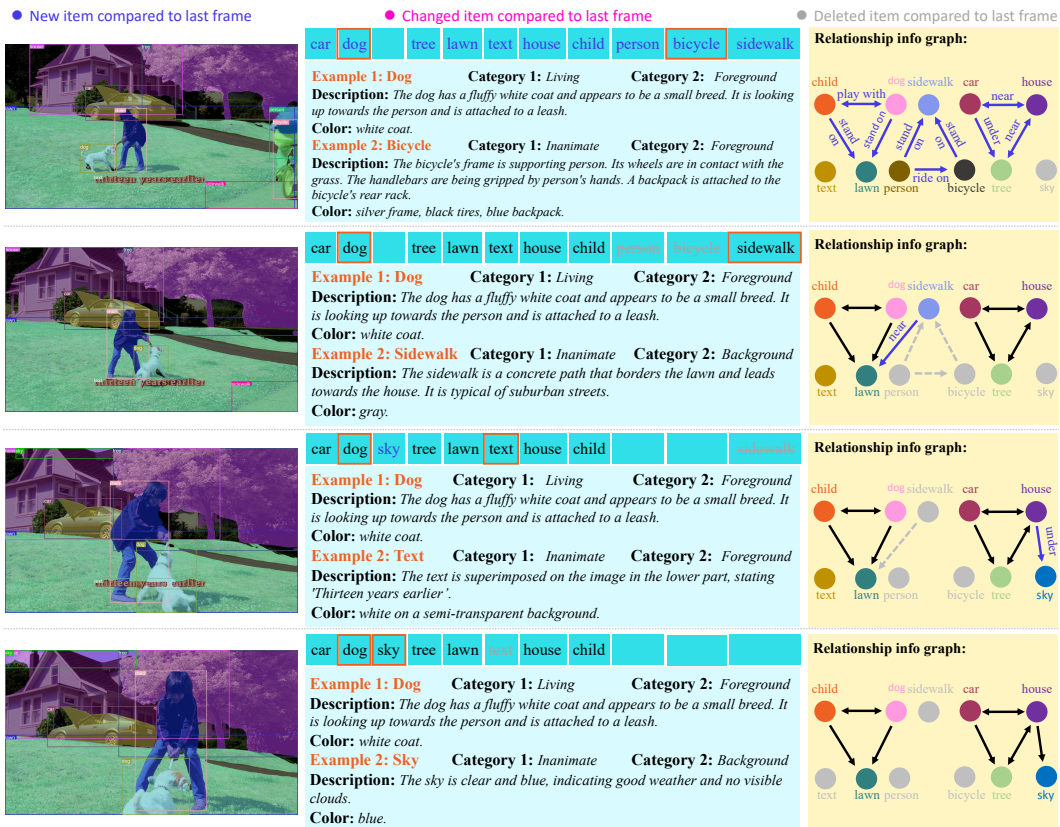 New item compared to last frame
Changed item compared to last frame
Deleted item compared to last frame
car dog tree lawn text house child person bicycle sidewalk
Example 1: Dog Category 1: Living Category 2: Foreground
Description: The dog has a fluffy white coat and appears to be a small breed. It is looking
up towards the person and is attached to a leash.
Color: white coat.
Example 2: Bicycle Category 1: Inanimate Category 2: Foreground
Description: The bicycle's frame is supporting person. Its wheels are in contact with the
grass. The handlebars are being gripped by person's hands. A backpack is attached to the
bicycle's rear rack.
Color: silver frame, black tires, blue backpack.
Relationship info graph:
child dog sidewalk car house
play with near
stand on stand on stand on stand on under near
ride on
text lawn person bicycle tree sky
thirteen years earlier
car dog tree lawn text house child person bicycle sidewalk
Example 1: Dog Category 1: Living Category 2: Foreground
Description: The dog has a fluffy white coat and appears to be a small breed. It
is looking up towards the person and is attached to a leash.
Color: white coat.
Example 2: Sidewalk Category 1: Inanimate Category 2: Background
Description: The sidewalk is a concrete path that borders the lawn and leads
towards the house. It is typical of suburban streets.
Color: gray.
Relationship info graph:
child dog sidewalk car house
near
text lawn person bicycle tree sky
thirteen years earlier
car dog sky tree lawn text house child sidewalk
Example 1: Dog Category 1: Living Category 2: Foreground
Description: The dog has a fluffy white coat and appears to be a small breed. It
is looking up towards the person and is attached to a leash.
Color: white coat.
Example 2: Text Category 1: Inanimate Category 2: Foreground
Description: The text is superimposed on the image in the lower part, stating
'Thirteen years earlier'.
Color: white on a semi-transparent background.
Relationship info graph:
child dog sidewalk car house
under
text lawn person bicycle tree sky
thirteen years earlier
car dog sky tree lawn text house child
Example 1: Dog Category 1: Living Category 2: Foreground
Description: The dog has a fluffy white coat and appears to be a small breed. It
is looking up towards the person and is attached to a leash.
Color: white coat.
Example 2: Sky Category 1: Inanimate Category 2: Background
Description: The sky is clear and blue, indicating good weather and no visible
clouds.
Color: blue.
Relationship info graph:
child dog sidewalk car house
text lawn person bicycle tree sky